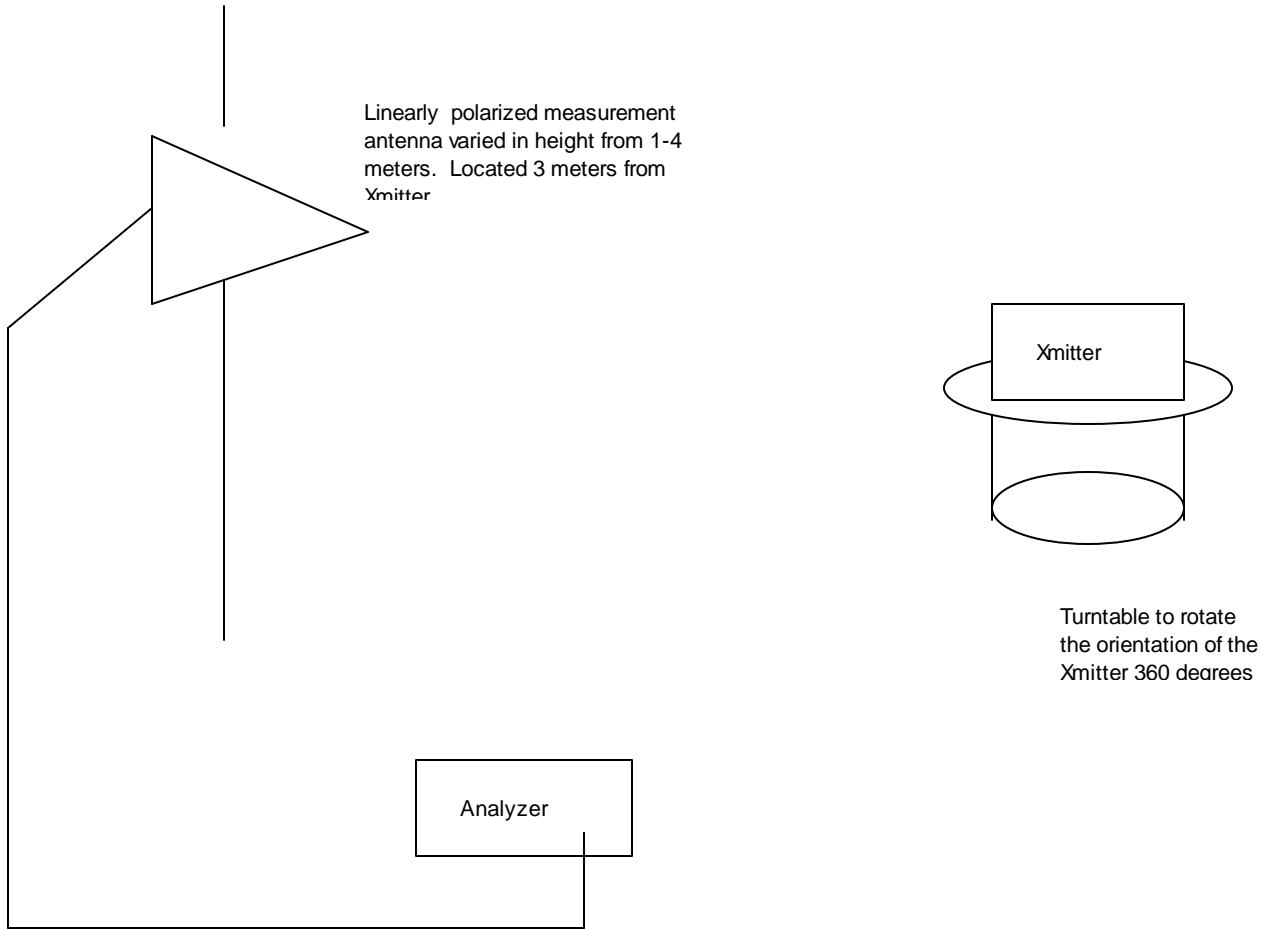 Linearly polarized measurement
antenna varied in height from 1-4
meters. Located 3 meters from
Xmitter
Xmitter
Turntable to rotate
the orientation of the
Xmitter 360 degrees
Analyzer